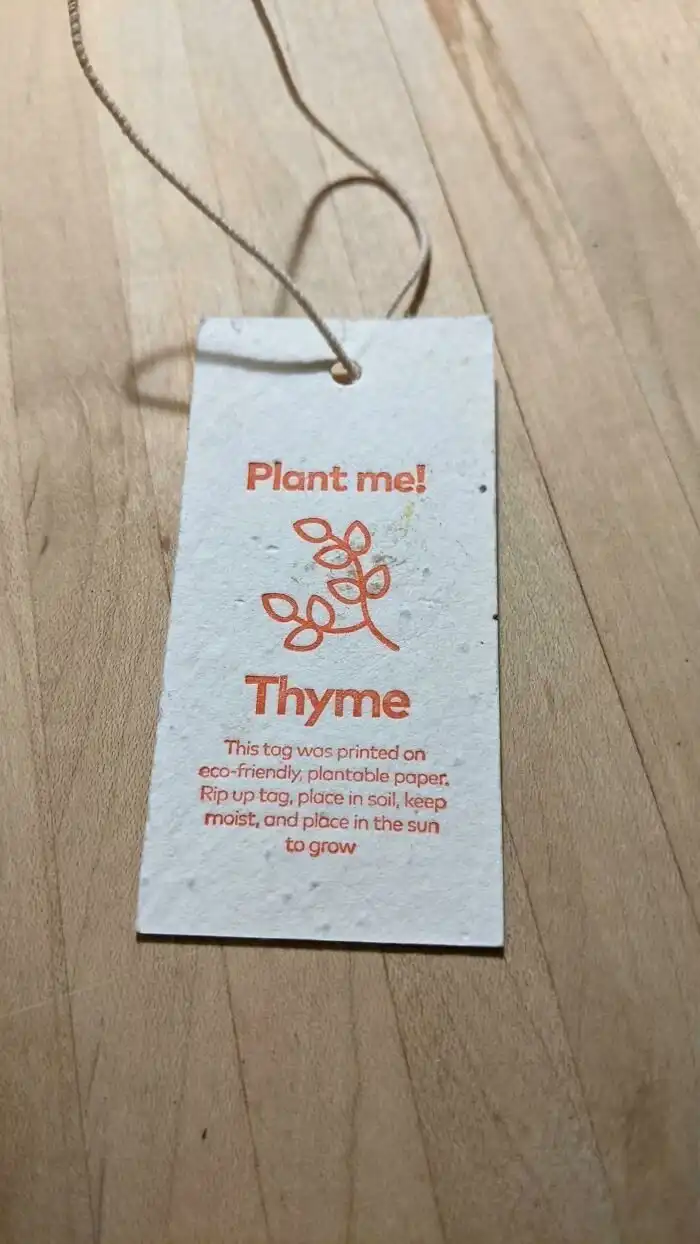 Plant me!
Thyme
This tag was printed on
eco-friendly, plantable paper.
Rip up tag, place in soil, keep
moist, and place in the sun
to grow